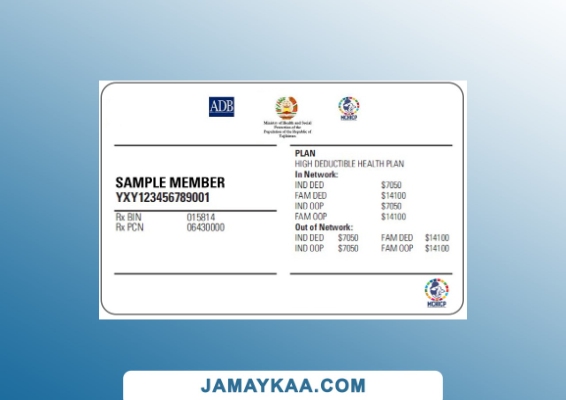 ADB
Ministry of Health and Social
Protection of the
Population of the Republic of
Tajikistan
SAMPLE MEMBER
YXY123456789001
Rx BIN 015814
Rx PCN 06430000
PLAN
HIGH DEDUCTIBLE HEALTH PLAN
In Network:
IND DED $7050
FAM DED $14100
IND OOP $7050
FAM OOP $14100
Out of Network:
IND DED $7050 FAM DED $14100
IND OOP $7050 FAM OOP $14100
JAMAYKAA.COM